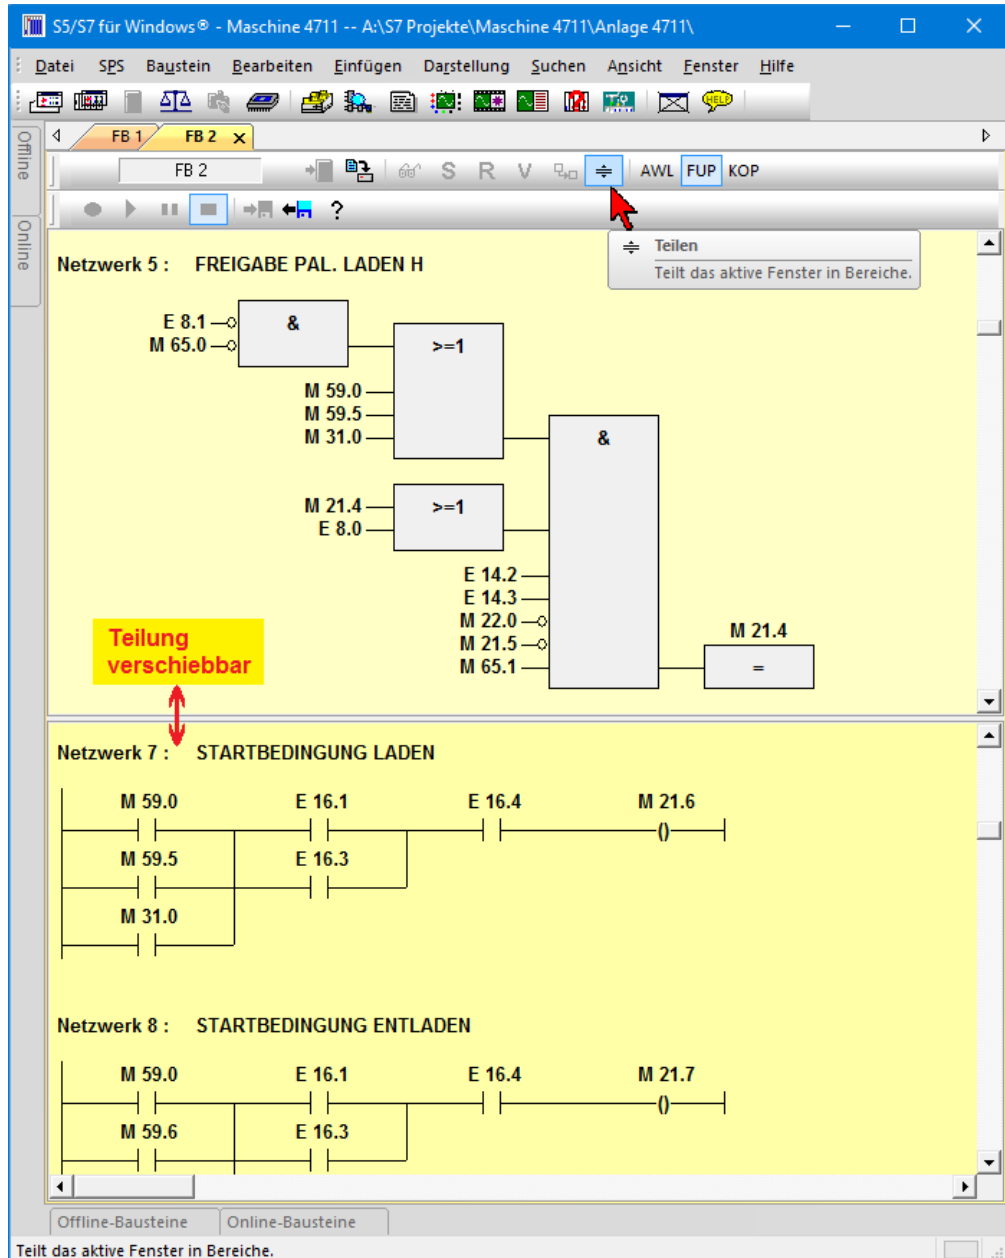 S5/S7 für Windows® - Maschine 4711 -- A:\S7 Projekte\Maschine 4711\Anlage 4711\
Datei SPS Baustein Bearbeiten Einfügen Darstellung Suchen Ansicht Fenster Hilfe
HELP
Offline
Online
FB 1 FB 2
FB 2 S R V AWL FUP KOP
?
Teilen
Teilt das aktive Fenster in Bereiche.
Netzwerk 5 : FREIGABE PAL. LADEN H
E 8.1 &
M 65.0
>=1
M 59.0
M 59.5
M 31.0
&
M 21.4 >=1
E 8.0
E 14.2
E 14.3
M 22.0
M 21.5
M 65.1
M 21.4
=
Teilung
verschiebbar
Netzwerk 7 : STARTBEDINGUNG LADEN
M 59.0 E 16.1 E 16.4 M 21.6
()
M 59.5 E 16.3
M 31.0
Netzwerk 8 : STARTBEDINGUNG ENTLADEN
M 59.0 E 16.1 E 16.4 M 21.7
()
M 59.6 E 16.3
Offline-Bausteine Online-Bausteine
Teilt das aktive Fenster in Bereiche.